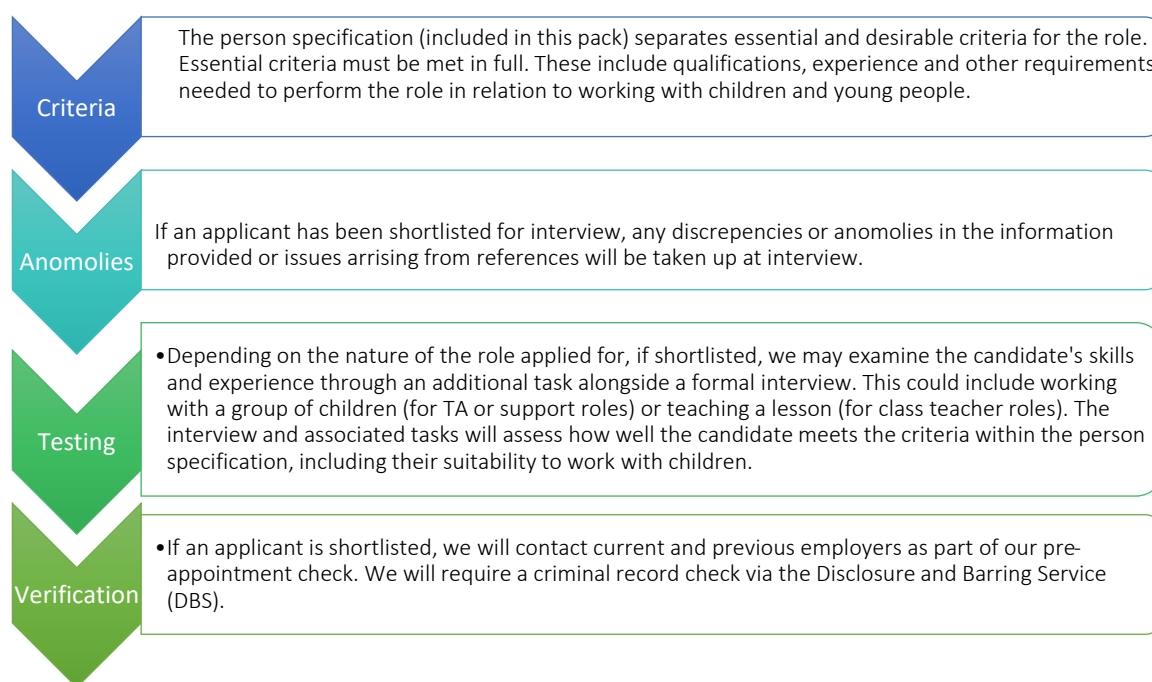 Criteria
The person specification (included in this pack) separates essential and desirable criteria for the role.
Essential criteria must be met in full. These include qualifications, experience and other requirements
needed to perform the role in relation to working with children and young people.
Anomolies
If an applicant has been shortlisted for interview, any discrepencies or anomolies in the information
provided or issues arrising from references will be taken up at interview.
Testing
•Depending on the nature of the role applied for, if shortlisted, we may examine the candidate's skills
and experience through an additional task alongside a formal interview. This could include working
with a group of children (for TA or support roles) or teaching a lesson (for class teacher roles). The
interview and associated tasks will assess how well the candidate meets the criteria within the person
specification, including their suitability to work with children.
Verification
•If an applicant is shortlisted, we will contact current and previous employers as part of our pre-
appointment check. We will require a criminal record check via the Disclosure and Barring Service
(DBS).